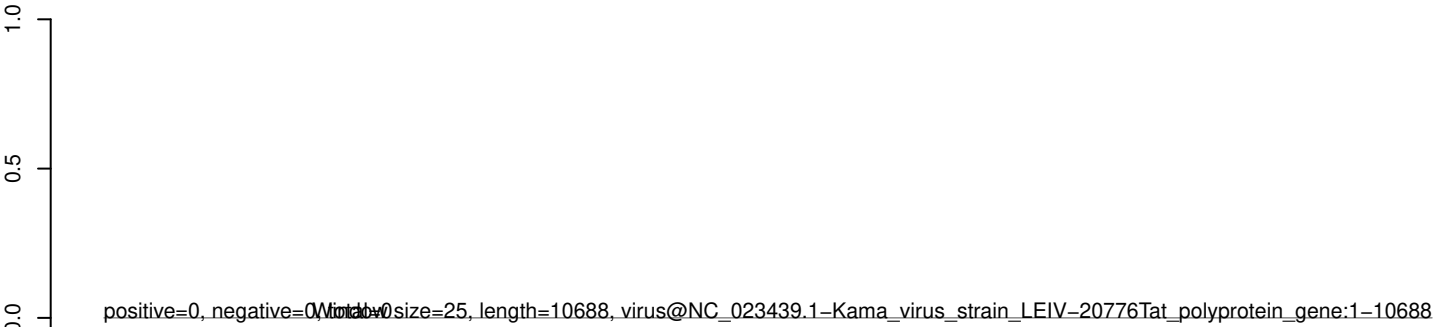 1.0
0.5
0.0
positive=0, negative=0, total=0
Window size=25, length=10688, virus@NC_023439.1−Kama_virus_strain_LEIV−20776Tat_polyprotein_gene:1−10688